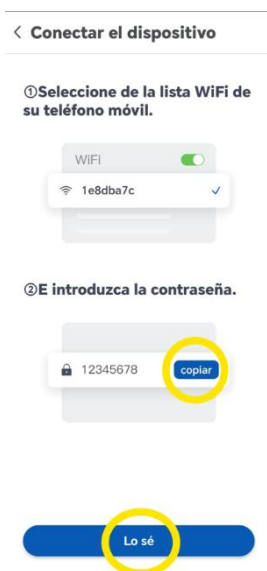 Conectar el dispositivo
①Seleccione de la lista WiFi de
su teléfono móvil.
WiFi
1e8dba7c
②E introduzca la contraseña.
12345678 copiar
Lo sé